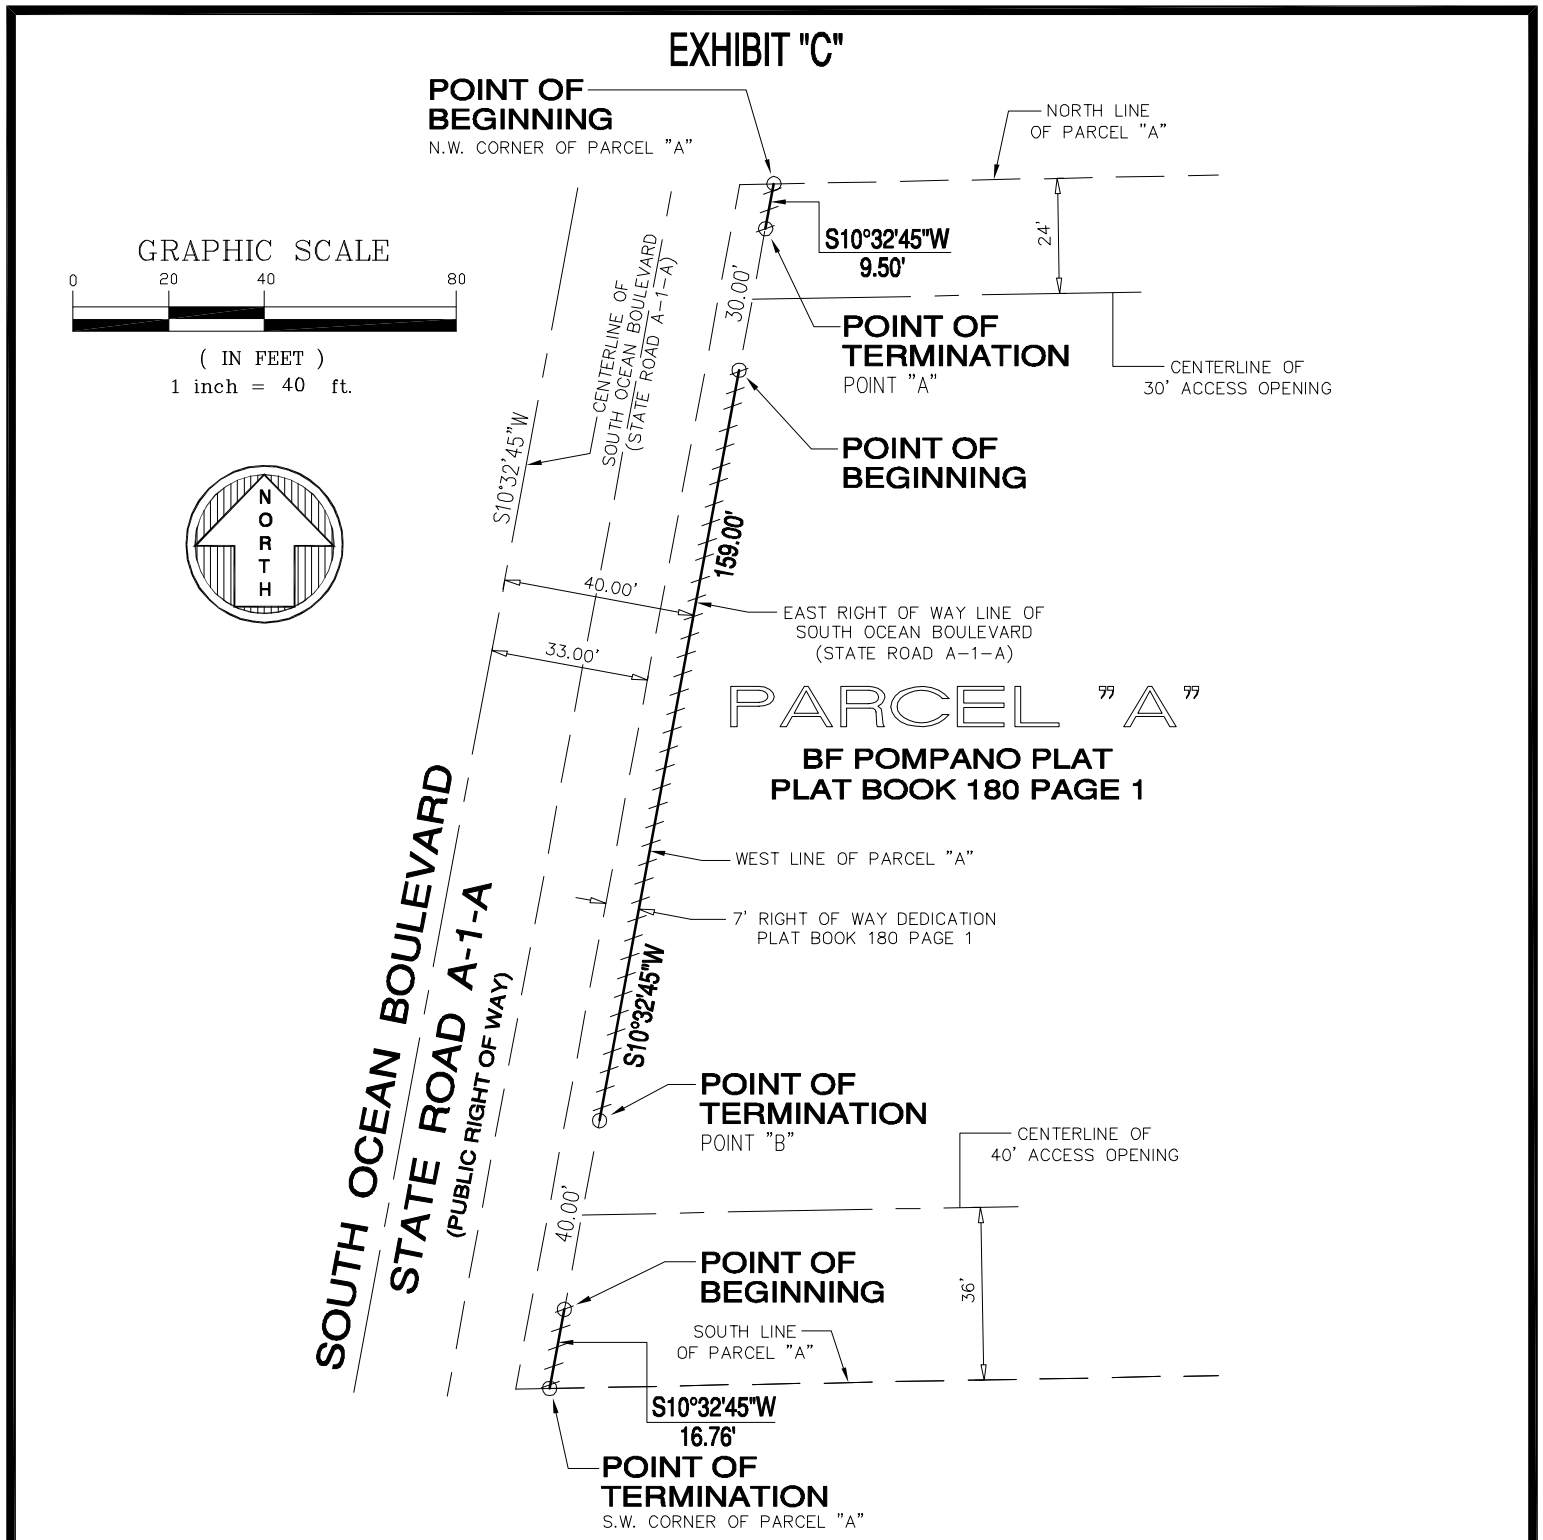 EXHIBIT "C"
POINT OF
BEGINNING
N.W. CORNER OF PARCEL "A"
NORTH LINE
OF PARCEL "A"
S10°32'45"W
9.50'
24'
GRAPHIC SCALE
0 20 40 80
( IN FEET )
1 inch = 40 ft.
CENTERLINE OF
SOUTH OCEAN BOULEVARD
(STATE ROAD A-1-A)
30.00'
POINT OF
TERMINATION
POINT "A"
CENTERLINE OF
30' ACCESS OPENING
S10°32'45"W
POINT OF
BEGINNING
NORTH
159.00'
40.00'
EAST RIGHT OF WAY LINE OF
SOUTH OCEAN BOULEVARD
(STATE ROAD A-1-A)
33.00'
PARCEL "A"
BF POMPANO PLAT
PLAT BOOK 180 PAGE 1
WEST LINE OF PARCEL "A"
7' RIGHT OF WAY DEDICATION
PLAT BOOK 180 PAGE 1
S10°32'45"W
SOUTH OCEAN BOULEVARD
STATE ROAD A-1-A
(PUBLIC RIGHT OF WAY)
POINT OF
TERMINATION
POINT "B"
CENTERLINE OF
40' ACCESS OPENING
40.00'
POINT OF
BEGINNING
36'
SOUTH LINE
OF PARCEL "A"
S10°32'45"W
16.76'
POINT OF
TERMINATION
S.W. CORNER OF PARCEL "A"